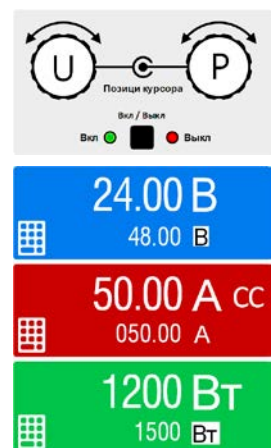 U P
Позици курсора
Вкл / Выкл
Вкл Выкл
24.00 В
48.00 В
50.00 А CC
050.00 А
1200 Вт
1500 Вт